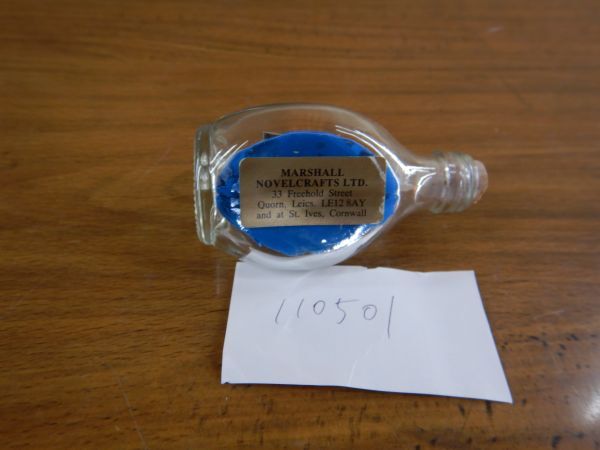 MARSHALL
NOVELCRAFTS LTD.
33 Freehold Street
Quorn, Leics. LE12 8AY
and at St. Ives, Cornwall
110501